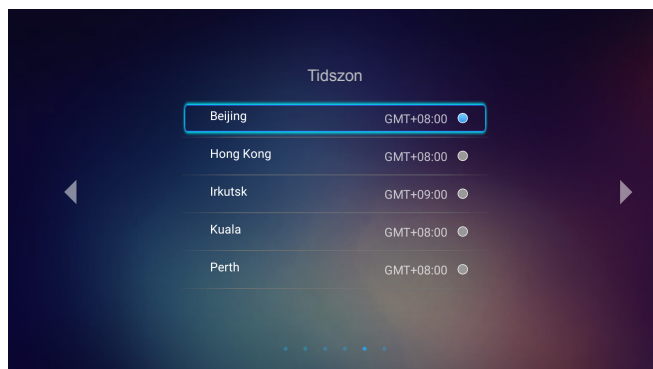 Tidszon
Beijing GMT+08:00
Hong Kong GMT+08:00
Irkutsk GMT+09:00
Kuala GMT+08:00
Perth GMT+08:00